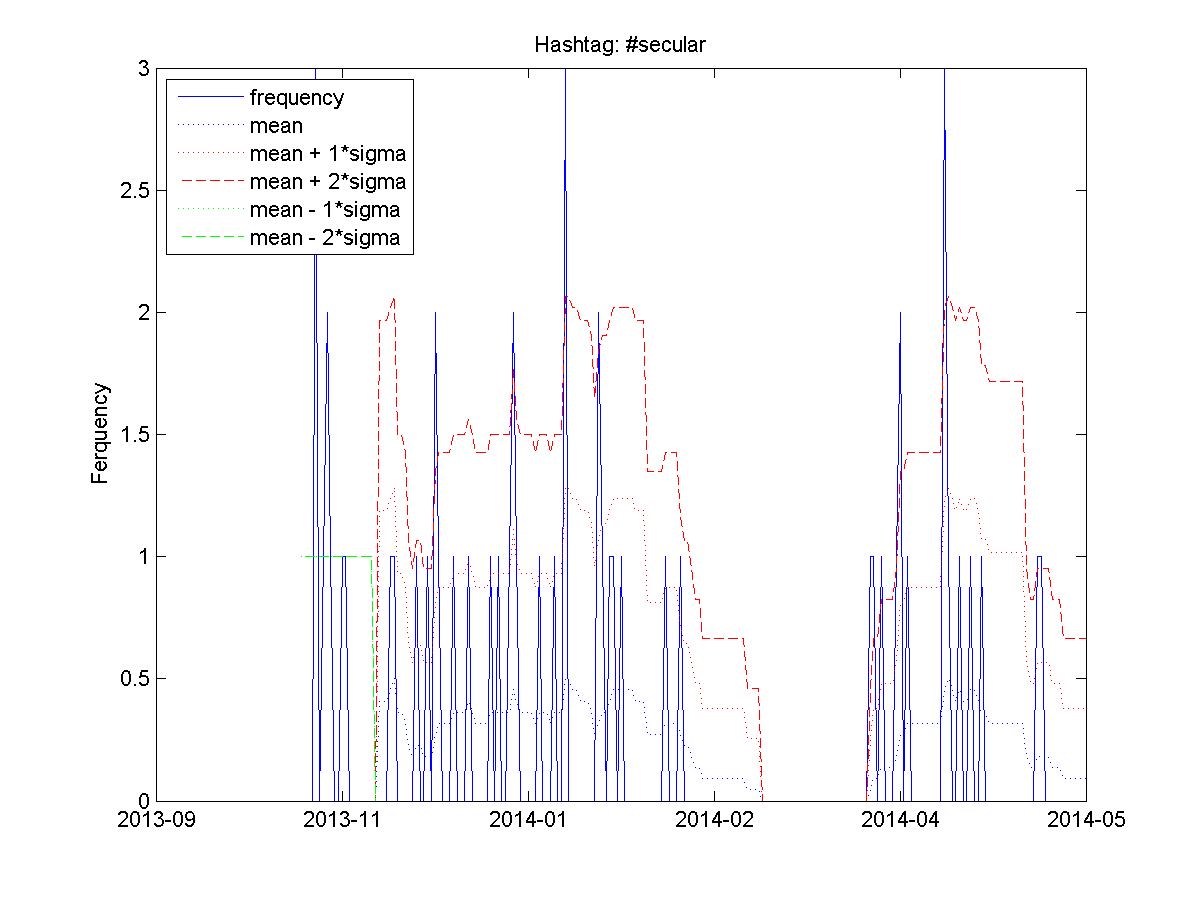 Hashtag: #secular
3
frequency
mean
mean + 1*sigma
mean + 2*sigma
mean - 1*sigma
mean - 2*sigma
2.5
2
1.5
1
0.5
0
Ferquency
2013-09 2013-11 2014-01 2014-02 2014-04 2014-05